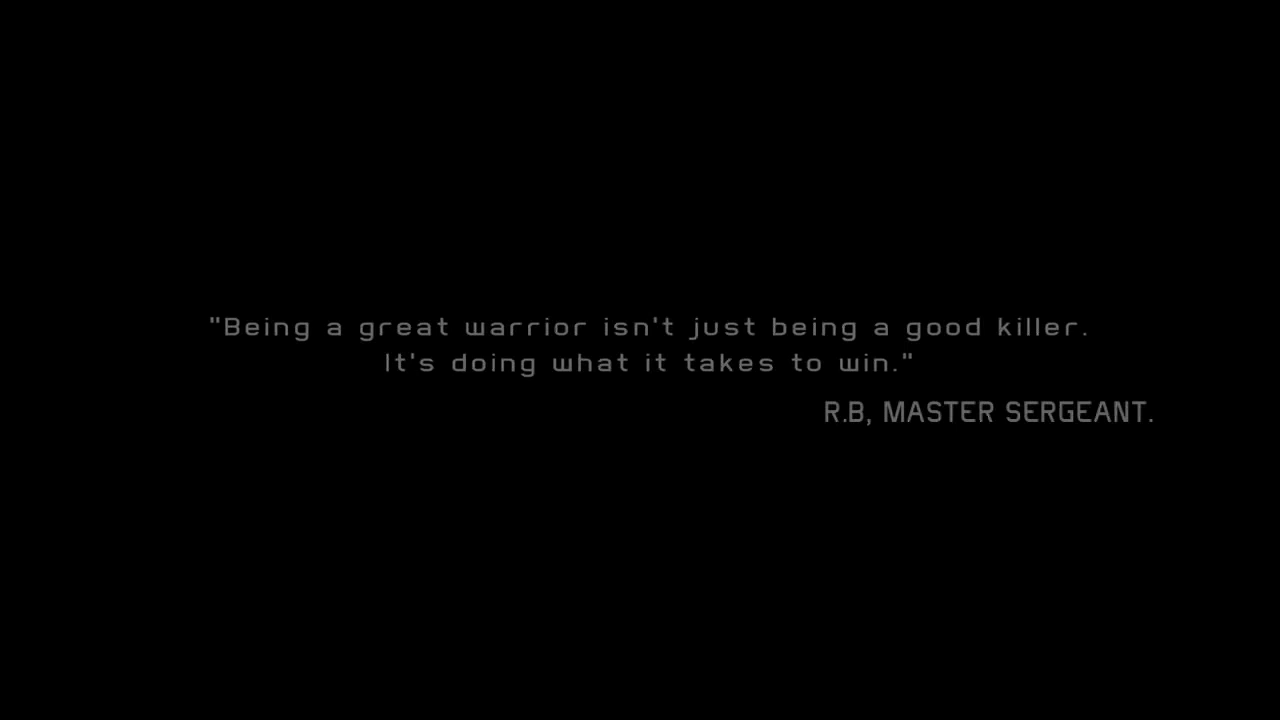 "Being a great warrior isn't just being a good killer.
It's doing what it takes to win."
R.B, MASTER SERGEANT.